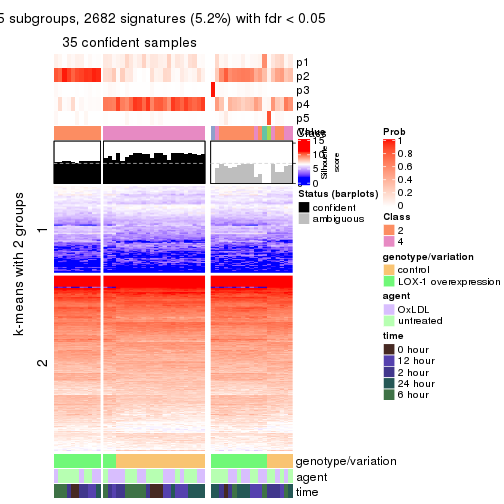 5 subgroups, 2682 signatures (5.2%) with fdr < 0.05
35 confident samples
p1
p2
p3
p4
p5
Class
Value
15
10
5
0
Silhouette
score
1
2
k-means with 2 groups
Status (barplots)
confident
ambiguous
Prob
1
0.8
0.6
0.4
0.2
0
Class
2
4
genotype/variation
control
LOX-1 overexpression
agent
OxLDL
untreated
time
0 hour
12 hour
2 hour
24 hour
6 hour
genotype/variation
agent
time